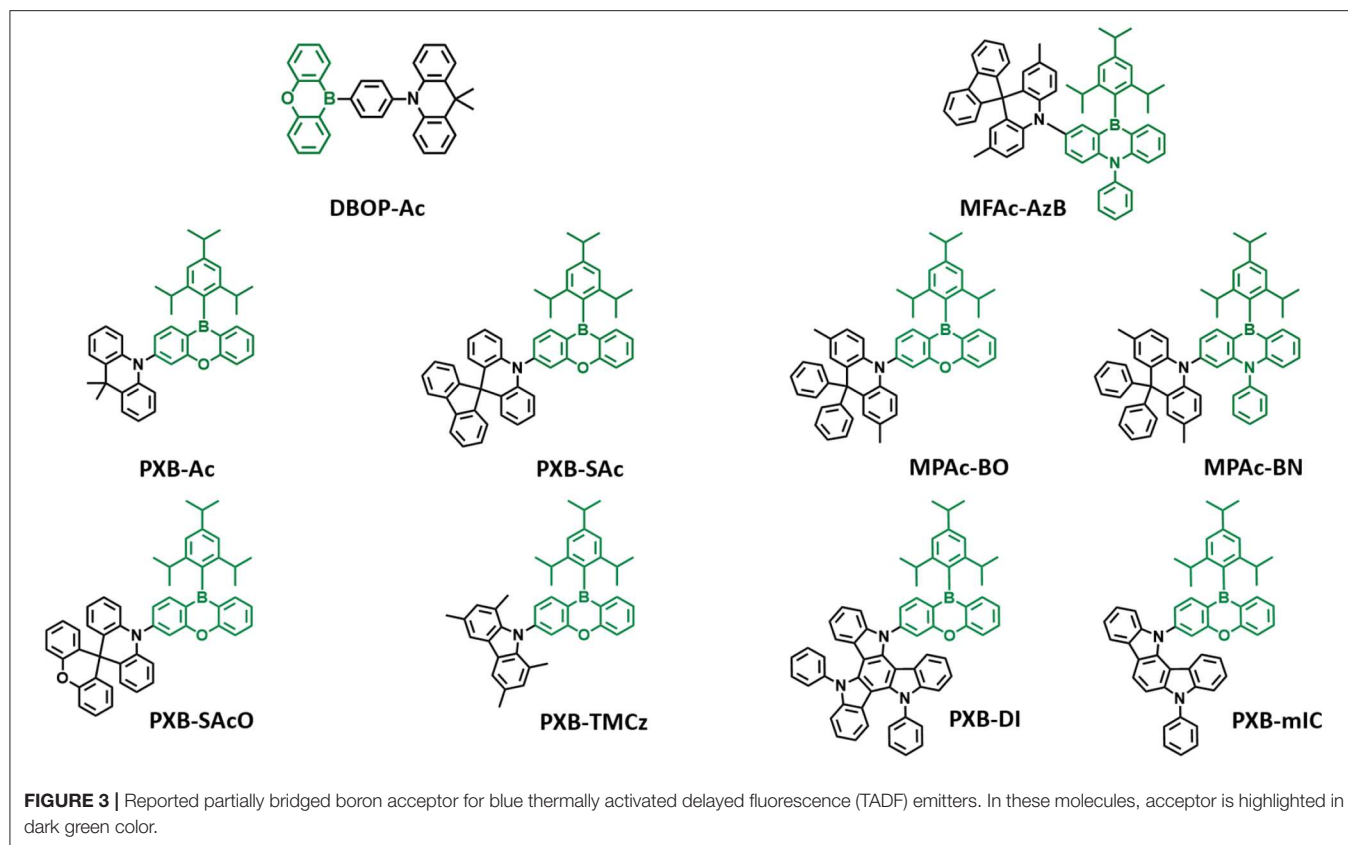 O
B
N
DBOP-Ac
B
N
N
MFAc-AzB
B
N
O
PXB-Ac
B
N
O
PXB-SAc
B
N
O
MPAc-BO
B
N
N
MPAc-BN
B
N
O
O
PXB-SAcO
B
N
O
PXB-TMCz
B
N
O
N
N
PXB-DI
B
N
O
N
PXB-mIC
FIGURE 3 | Reported partially bridged boron acceptor for blue thermally activated delayed fluorescence (TADF) emitters. In these molecules, acceptor is highlighted in
dark green color.